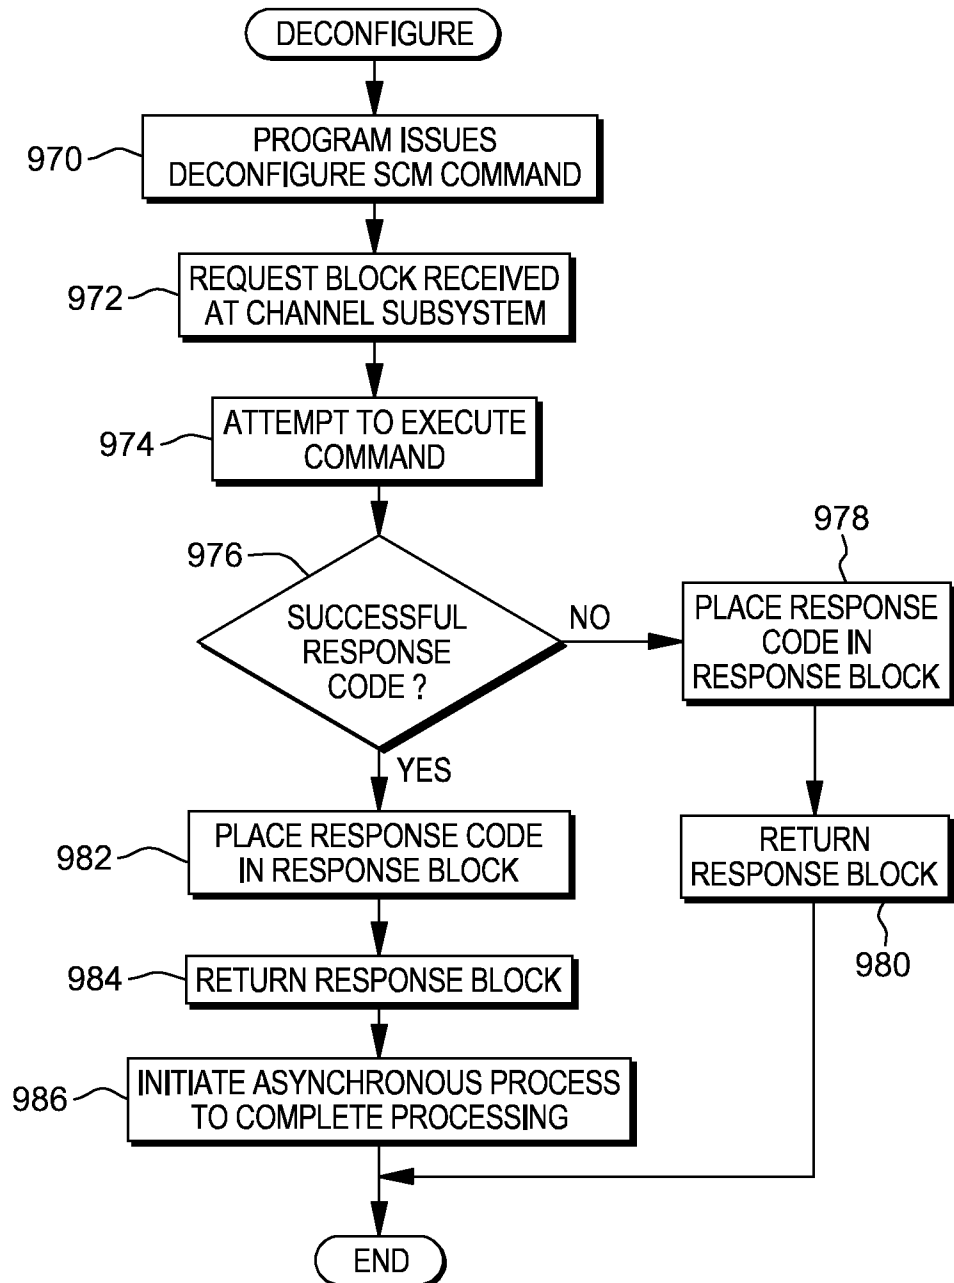 DECONFIGURE
970
PROGRAM ISSUES
DECONFIGURE SCM COMMAND
972
REQUEST BLOCK RECEIVED
AT CHANNEL SUBSYSTEM
974
ATTEMPT TO EXECUTE
COMMAND
976
SUCCESSFUL
RESPONSE
CODE ?
NO
978
PLACE RESPONSE
CODE IN
RESPONSE BLOCK
YES
982
PLACE RESPONSE CODE
IN RESPONSE BLOCK
RETURN
RESPONSE BLOCK
980
984
RETURN RESPONSE BLOCK
986
INITIATE ASYNCHRONOUS PROCESS
TO COMPLETE PROCESSING
END